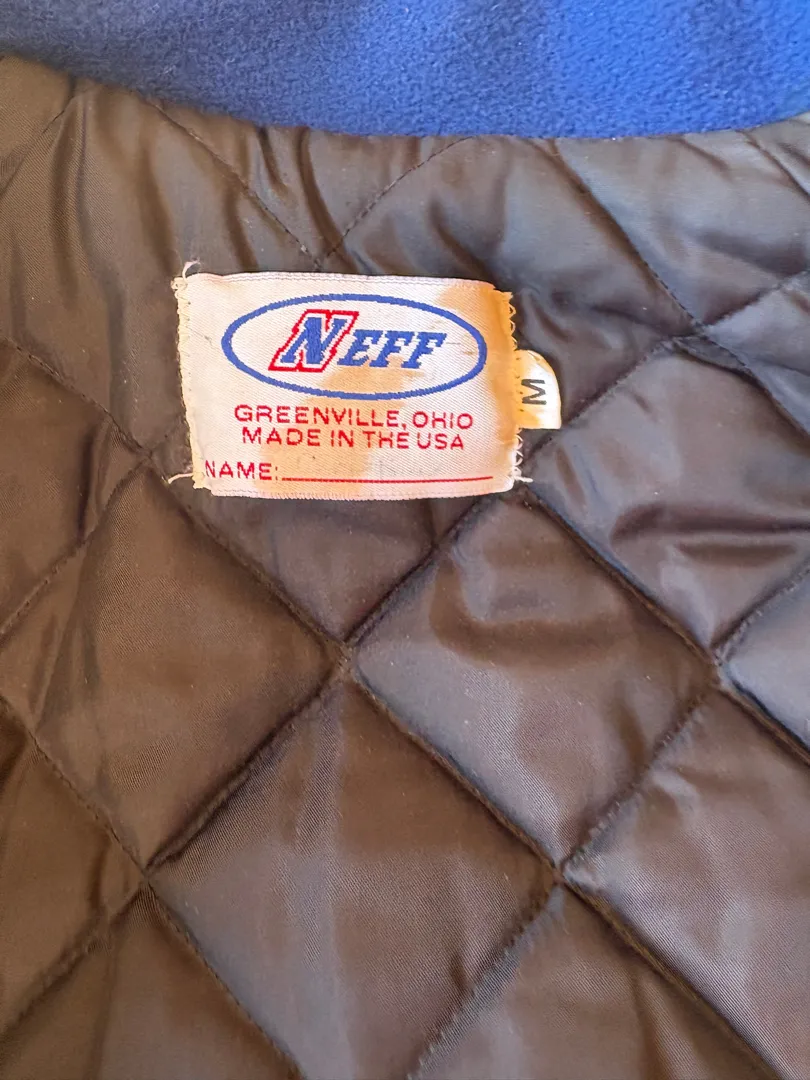 NEFF
GREENVILLE, OHIO
MADE IN THE USA
NAME:
M